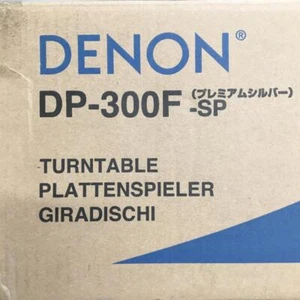 DENON®
(プレミアムシルバー)
DP-300F -SP
TURNTABLE
PLATTENSPIELER
GIRADISCHI